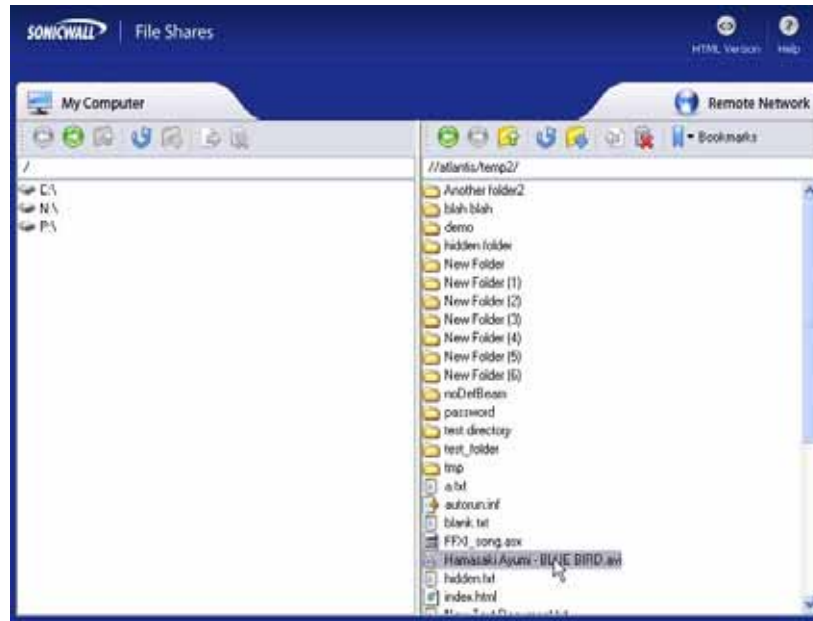 SONICWALL File Shares
HTML Version Help
My Computer
Remote Network
Bookmarks
/
//atlantis/temp2/
C:\
N:\
P:\
Another folder2
blah blah
demo
hidden folder
New Folder
New Folder (1)
New Folder (2)
New Folder (3)
New Folder (4)
New Folder (5)
New Folder (6)
noDefBeam
password
test directory
test_folder
tmp
a.txt
autorun.inf
blank.txt
FFXI_song.asx
Hamasaki Ayumi - BLUE BIRD.avi
hidden.txt
index.html